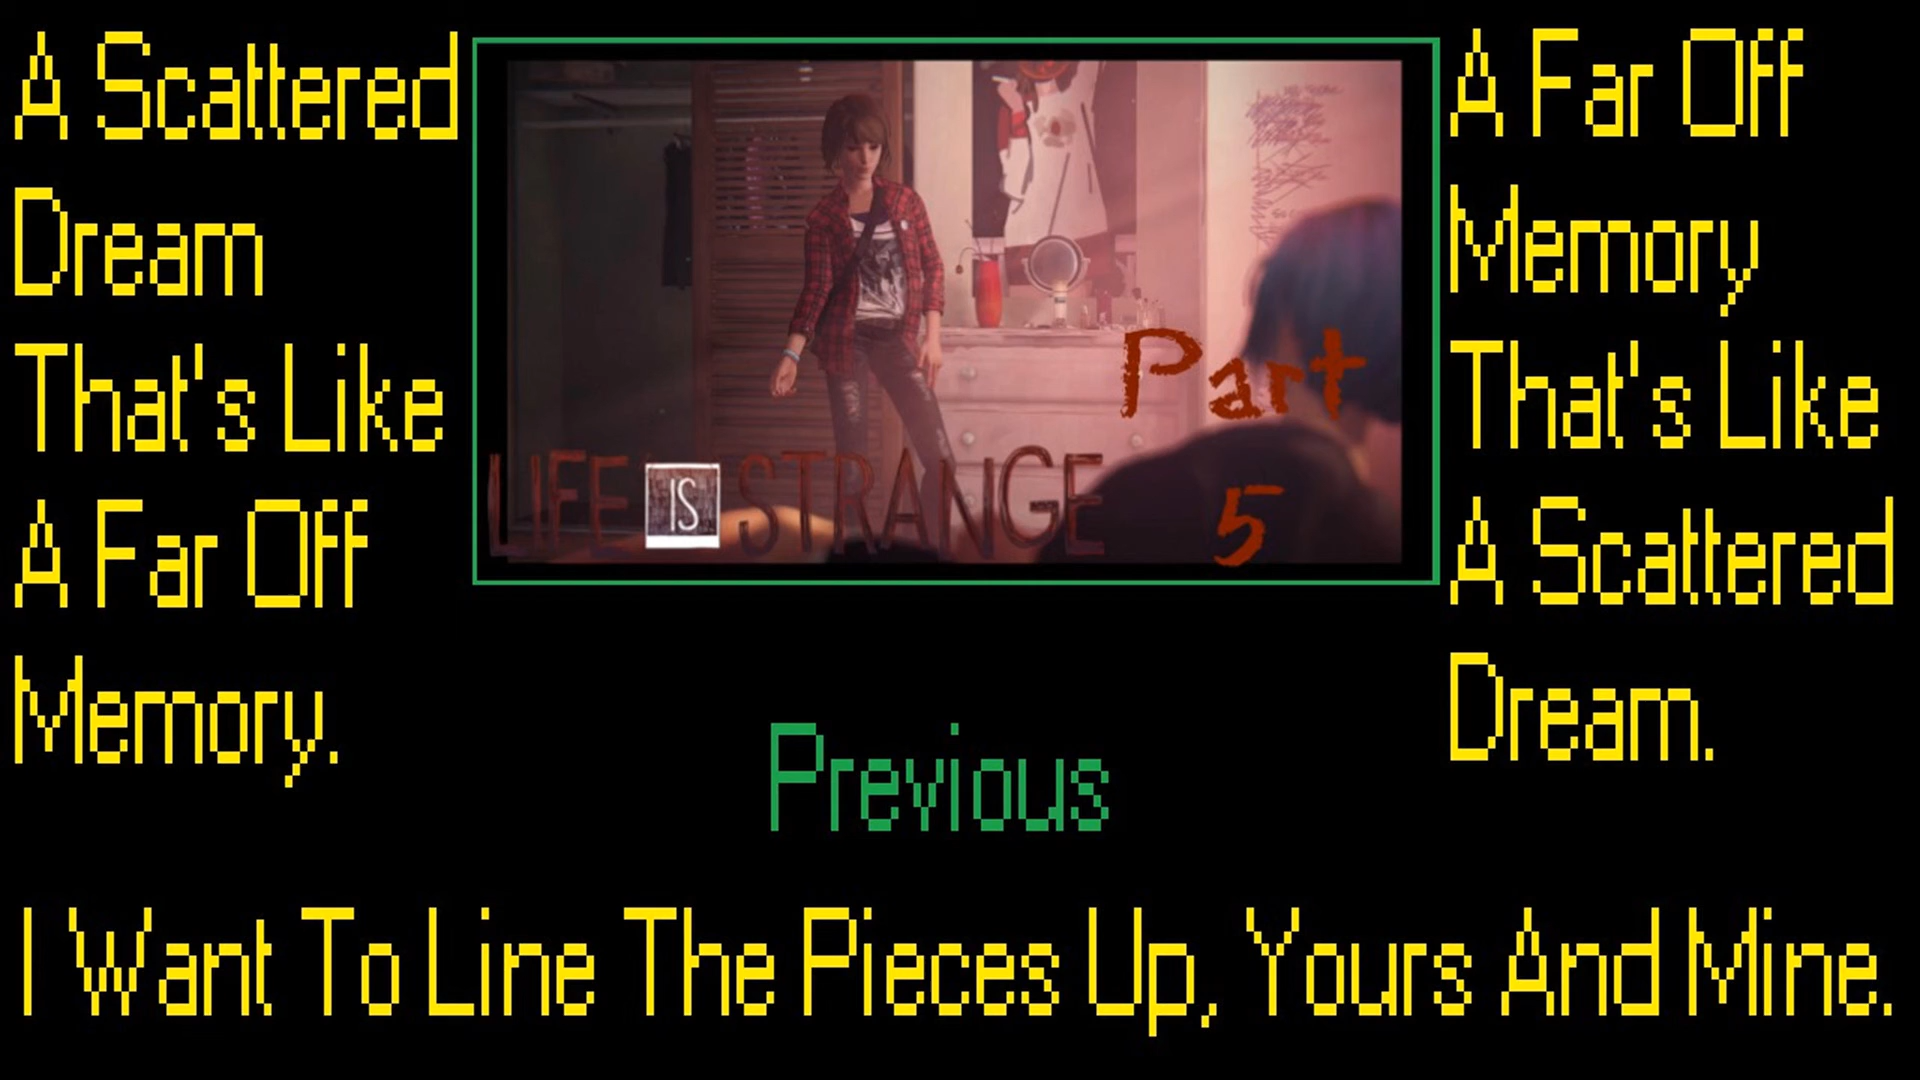 A Scattered
Dream
That's Like
A Far Off
Memory.
LIFE IS STRANGE
Part
5
A Far Off
Memory
That's Like
A Scattered
Dream.
Previous
I Want To Line The Pieces Up, Yours And Mine.